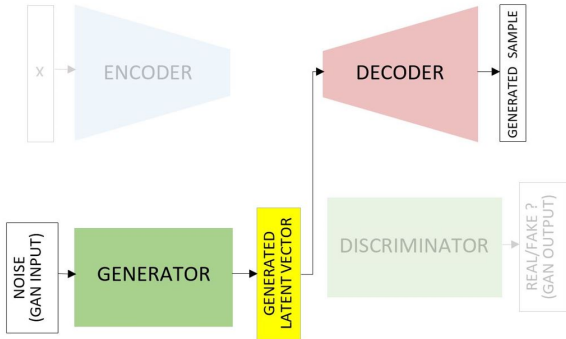 X
ENCODER
DECODER
GENERATED SAMPLE
NOISE
(GAN INPUT)
GENERATOR
GENERATED
LATENT VECTOR
DISCRIMINATOR
REAL/FAKE ?
(GAN OUTPUT)